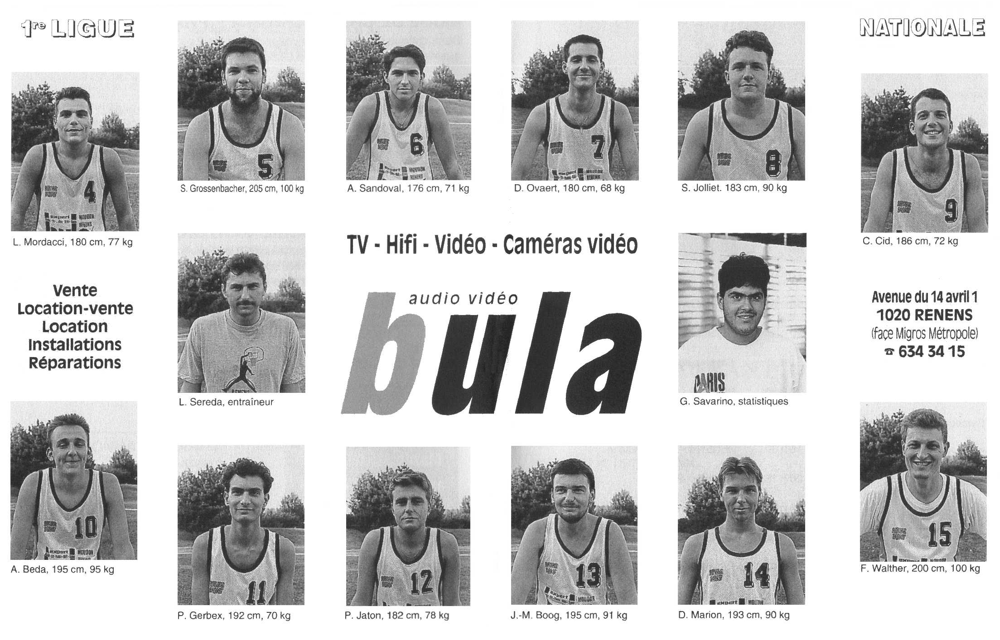 1re LIGUE
NATIONALE
4
L. Mordacci, 180 cm, 77 kg
5
S. Grossenbacher, 205 cm, 100 kg
6
A. Sandoval, 176 cm, 71 kg
7
D. Ovaert, 180 cm, 68 kg
8
S. Jolliet. 183 cm, 90 kg
9
C. Cid, 186 cm, 72 kg
expert
MOUDON
RENENS
Vente
Location-vente
Location
Installations
Réparations
L. Sereda, entraîneur
TV - Hifi - Vidéo - Caméras vidéo
audio vidéo
bula
PARIS
G. Savarino, statistiques
Avenue du 14 avril 1
1020 RENENS
(façe Migros Métropole)
☎ 634 34 15
10
A. Beda, 195 cm, 95 kg
11
P. Gerbex, 192 cm, 70 kg
12
P. Jaton, 182 cm, 78 kg
13
J.-M. Boog, 195 cm, 91 kg
14
D. Marion, 193 cm, 90 kg
15
F. Walther, 200 cm, 100 kg